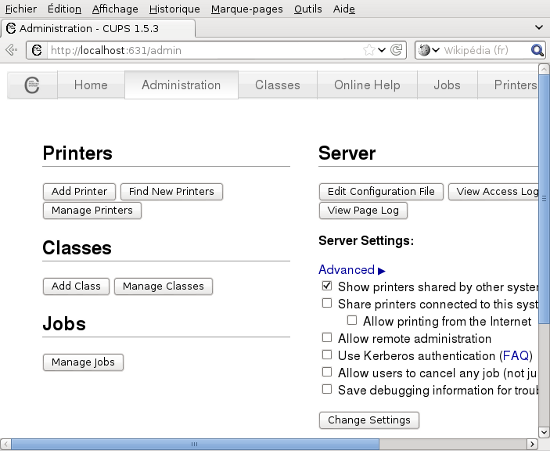 Fichier Édition Affichage Historique Marque-pages Outils Aide
Administration - CUPS 1.5.3
http://localhost:631/admin
Wikipédia (fr)
Home Administration Classes Online Help Jobs Printers
Printers
Add Printer Find New Printers
Manage Printers
Classes
Add Class Manage Classes
Jobs
Manage Jobs
Server
Edit Configuration File View Access Log
View Page Log
Server Settings:
Advanced ▶
Show printers shared by other system
Share printers connected to this syst
Allow printing from the Internet
Allow remote administration
Use Kerberos authentication (FAQ)
Allow users to cancel any job (not ju
Save debugging information for troub
Change Settings